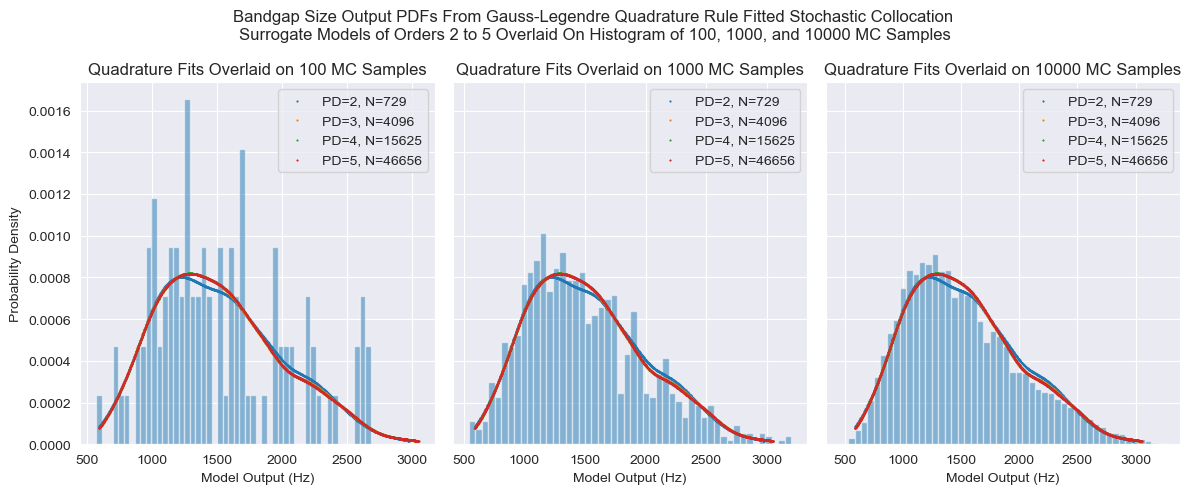 Bandgap Size Output PDFs From Gauss-Legendre Quadrature Rule Fitted Stochastic Collocation
Surrogate Models of Orders 2 to 5 Overlaid On Histogram of 100, 1000, and 10000 MC Samples
Quadrature Fits Overlaid on 100 MC Samples
Probability Density
0.0016
0.0014
0.0012
0.0010
0.0008
0.0006
0.0004
0.0002
0.0000
PD=2, N=729
PD=3, N=4096
PD=4, N=15625
PD=5, N=46656
500 1000 1500 2000 2500 3000
Model Output (Hz)
Quadrature Fits Overlaid on 1000 MC Samples
PD=2, N=729
PD=3, N=4096
PD=4, N=15625
PD=5, N=46656
500 1000 1500 2000 2500 3000
Model Output (Hz)
Quadrature Fits Overlaid on 10000 MC Samples
PD=2, N=729
PD=3, N=4096
PD=4, N=15625
PD=5, N=46656
500 1000 1500 2000 2500 3000
Model Output (Hz)